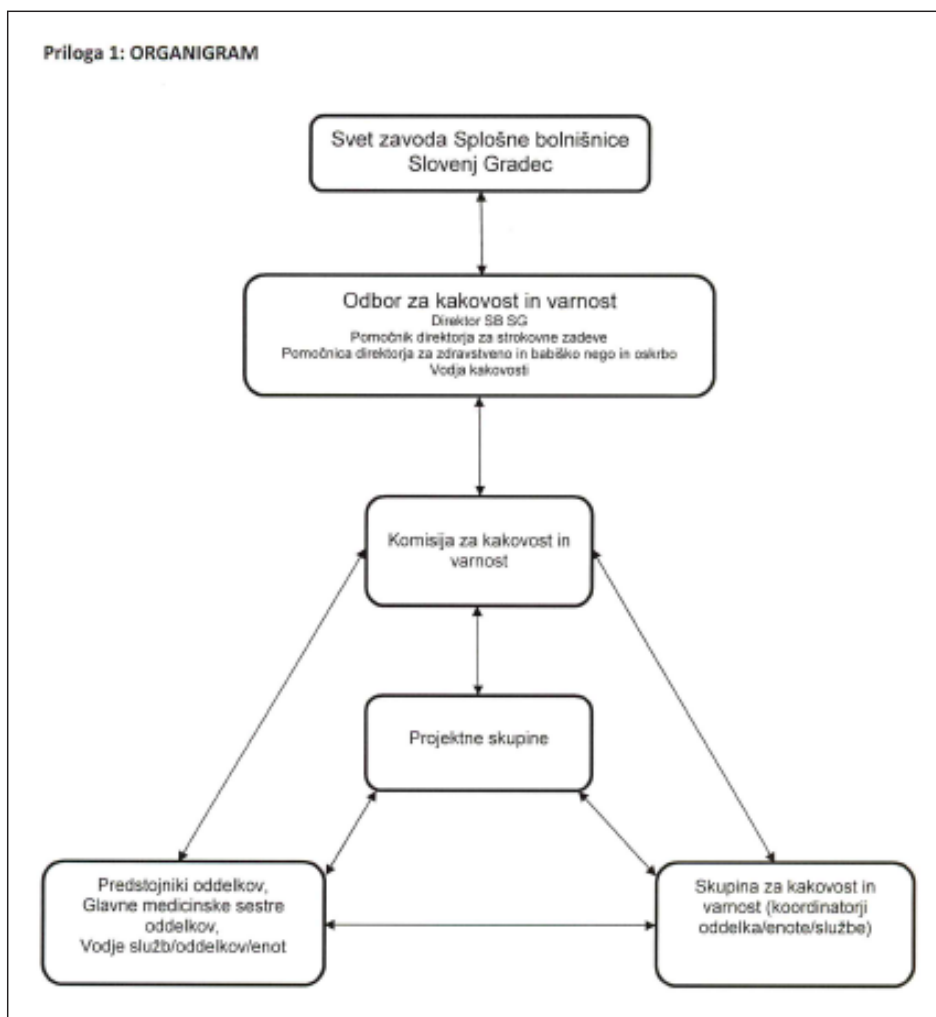 Priloga 1: ORGANIGRAM
Svet zavoda Splošne bolnišnice
Slovenj Gradec
Odbor za kakovost in varnost
Direktor SB SG
Pomočnik direktorja za strokovne zadeve
Pomočnica direktorja za zdravstveno in babiško nego in oskrbo
Vodja kakovosti
Komisija za kakovost in
varnost
Projektne skupine
Predstojniki oddelkov,
Glavne medicinske sestre
oddelkov,
Vodje služb/oddelkov/enot
Skupina za kakovost in
varnost (koordinatorji
oddelka/enote/službe)